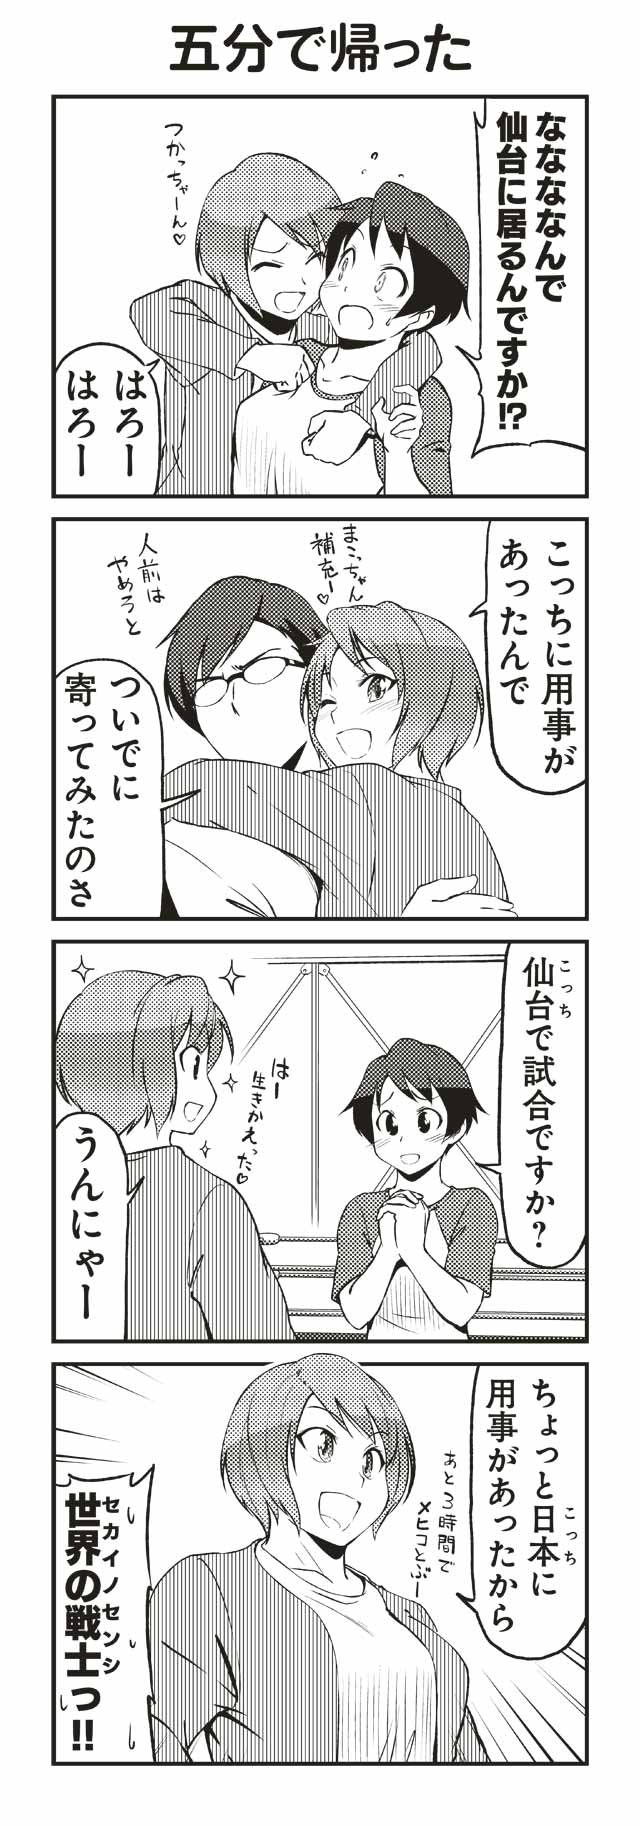 五分で帰った
なななななんで
仙台に居るんですか!?
つかっちゃーん♡
はろー
はろー
こっちに用事が
あったんで
まこっちゃん
補充ー♡
人前は
やめろと
ついでに
寄ってみたのさ
仙台で試合ですか?
こっち
はー
生きかえった♡
うんにゃー
ちょっと日本に
こっち
用事があったから
あと3時間で
メヒコとぶー
世界の戦士っ!!
セカイノセンシ